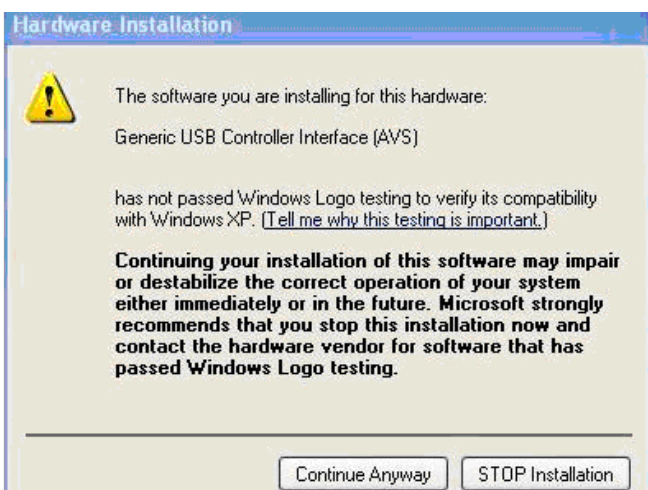 Hardware Installation
The software you are installing for this hardware:
Generic USB Controller Interface (AVS)
has not passed Windows Logo testing to verify its compatibility
with Windows XP. (Tell me why this testing is important.)
Continuing your installation of this software may impair
or destabilize the correct operation of your system
either immediately or in the future. Microsoft strongly
recommends that you stop this installation now and
contact the hardware vendor for software that has
passed Windows Logo testing.
Continue Anyway
STOP Installation